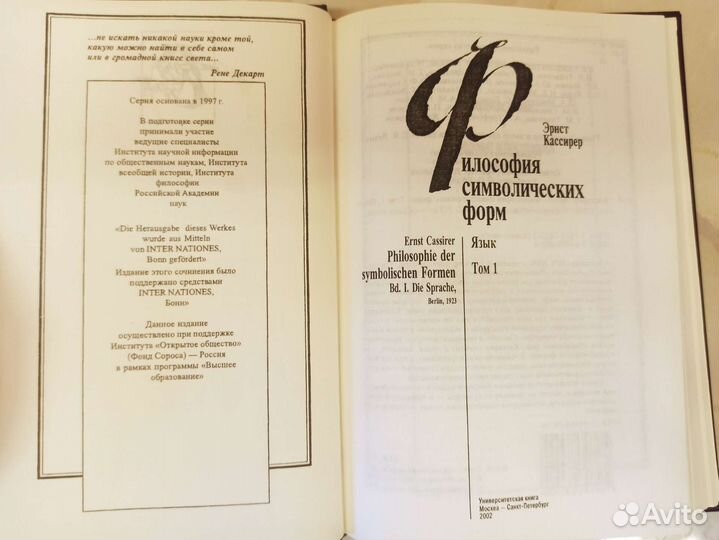 ...не искать никакой науки кроме той,
какую можно найти в себе самом
или в громадной книге света...
Рене Декарт
Серия основана в 1997 г.
В подготовке серии
принимали участие
ведущие специалисты
Института научной информации
по общественным наукам, Института
всеобщей истории, Института
философии
Российской Академии
наук
«Die Herausgabe dieses Werkes
wurde aus Mitteln
von INTER NATIONES,
Bonn gefördert»
Издание этого сочинения было
поддержано средствами
INTER NATIONES,
Бонн»
Данное издание
осуществлено при поддержке
Института «Открытое общество»
(Фонд Сороса) — Россия
в рамках программы «Высшее
образование»
Эрнст
Кассирер
Философия
символических
форм
Ernst Cassirer
Philosophie der
symbolischen Formen
Bd. I. Die Sprache,
Berlin, 1923
Язык
Том 1
Университетская книга
Москва — Санкт-Петербург
2002
Avito